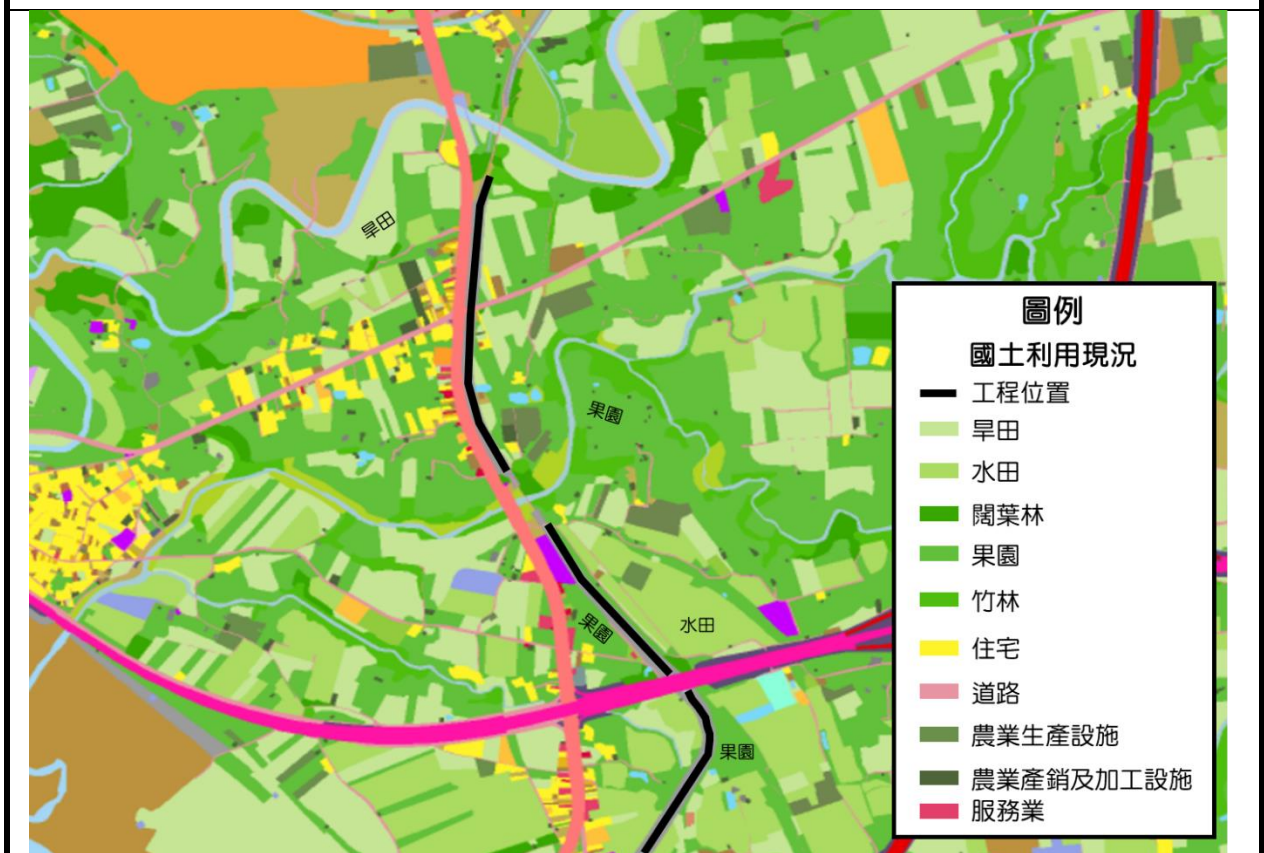 旱田
果園
水田
果園
果園
圖例
國土利用現況
工程位置
旱田
水田
闊葉林
果園
竹林
住宅
道路
農業生產設施
農業產銷及加工設施
服務業